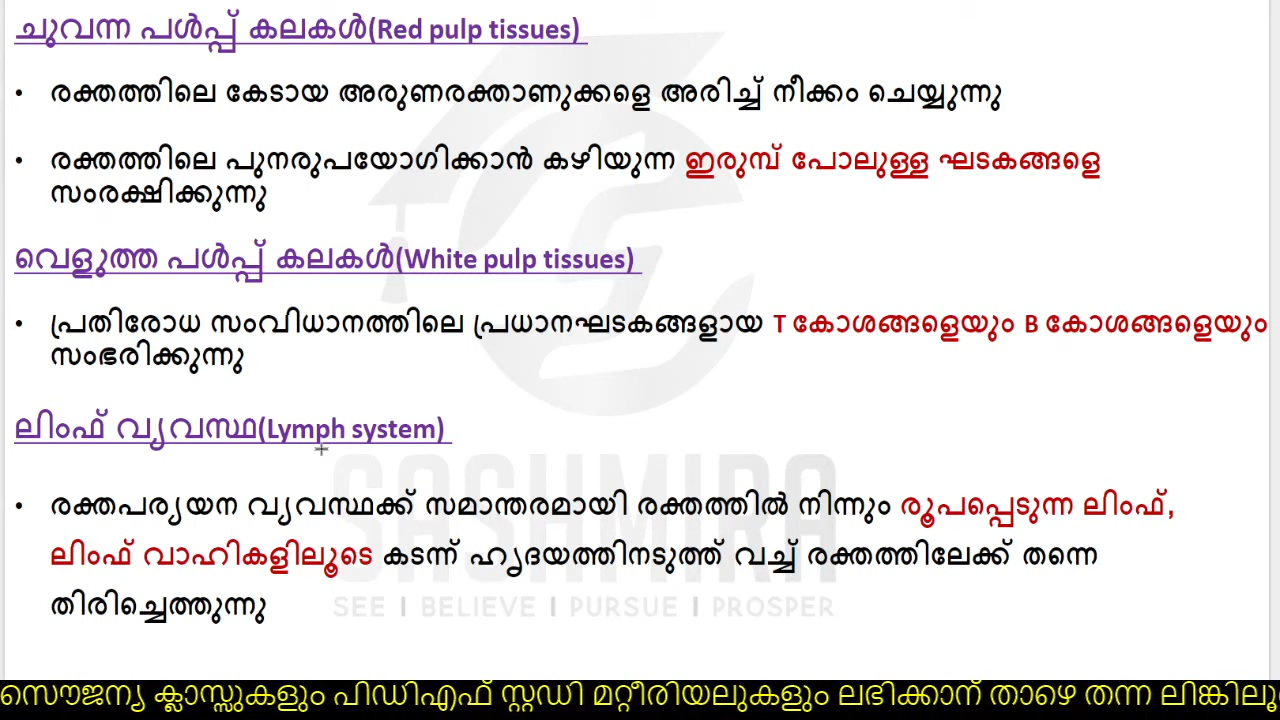 ചുവന്ന പൾപ്പ് കലകൾ(Red pulp tissues)
• രക്തത്തിലെ കേടായ അരുണരക്താണുക്കളെ അരിച്ച് നീക്കം ചെയ്യുന്നു
• രക്തത്തിലെ പുനരുപയോഗിക്കാൻ കഴിയുന്ന ഇരുമ്പ് പോലുള്ള ഘടകങ്ങളെ
സംരക്ഷിക്കുന്നു
വെളുത്ത പൾപ്പ് കലകൾ(White pulp tissues)
• പ്രതിരോധ സംവിധാനത്തിലെ പ്രധാനഘടകങ്ങളായ T കോശങ്ങളെയും B കോശങ്ങളെയും
സംഭരിക്കുന്നു
ലിംഫ് വ്യവസ്ഥ(Lymph system)
• രക്തപര്യയന വ്യവസ്ഥക്ക് സമാന്തരമായി രക്തത്തിൽ നിന്നും രൂപപ്പെടുന്ന ലിംഫ്,
ലിംഫ് വാഹികളിലൂടെ കടന്ന് ഹൃദയത്തിനടുത്ത് വച്ച് രക്തത്തിലേക്ക് തന്നെ
തിരിച്ചെത്തുന്നു
SASHMIRA
SEE | BELIEVE | PURSUE | PROSPER
സൌജന്യ ക്ലാസ്സുകളും പിഡിഎഫ് സ്റ്റഡി മറ്റീരിയലുകളും ലഭിക്കാന് താഴെ തന്ന ലിങ്കിലൂ